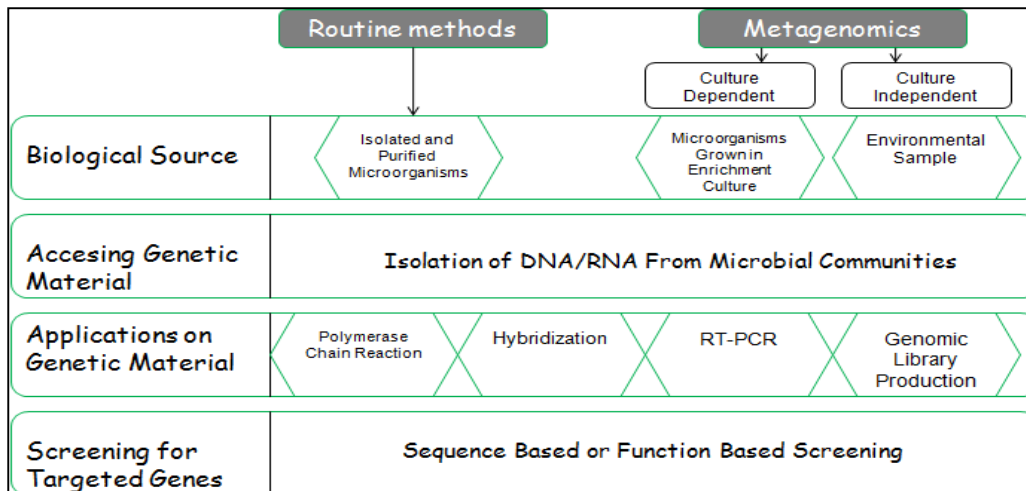 Routine methods
Metagenomics
Culture
Dependent
Culture
Independent
Biological Source
Isolated and
Purified
Microorganisms
Microorganisms
Grown in
Enrichment
Culture
Environmental
Sample
Accesing Genetic
Material
Isolation of DNA/RNA From Microbial Communities
Applications on
Genetic Material
Polymerase
Chain Reaction
Hybridization
RT-PCR
Genomic
Library
Production
Screening for
Targeted Genes
Sequence Based or Function Based Screening